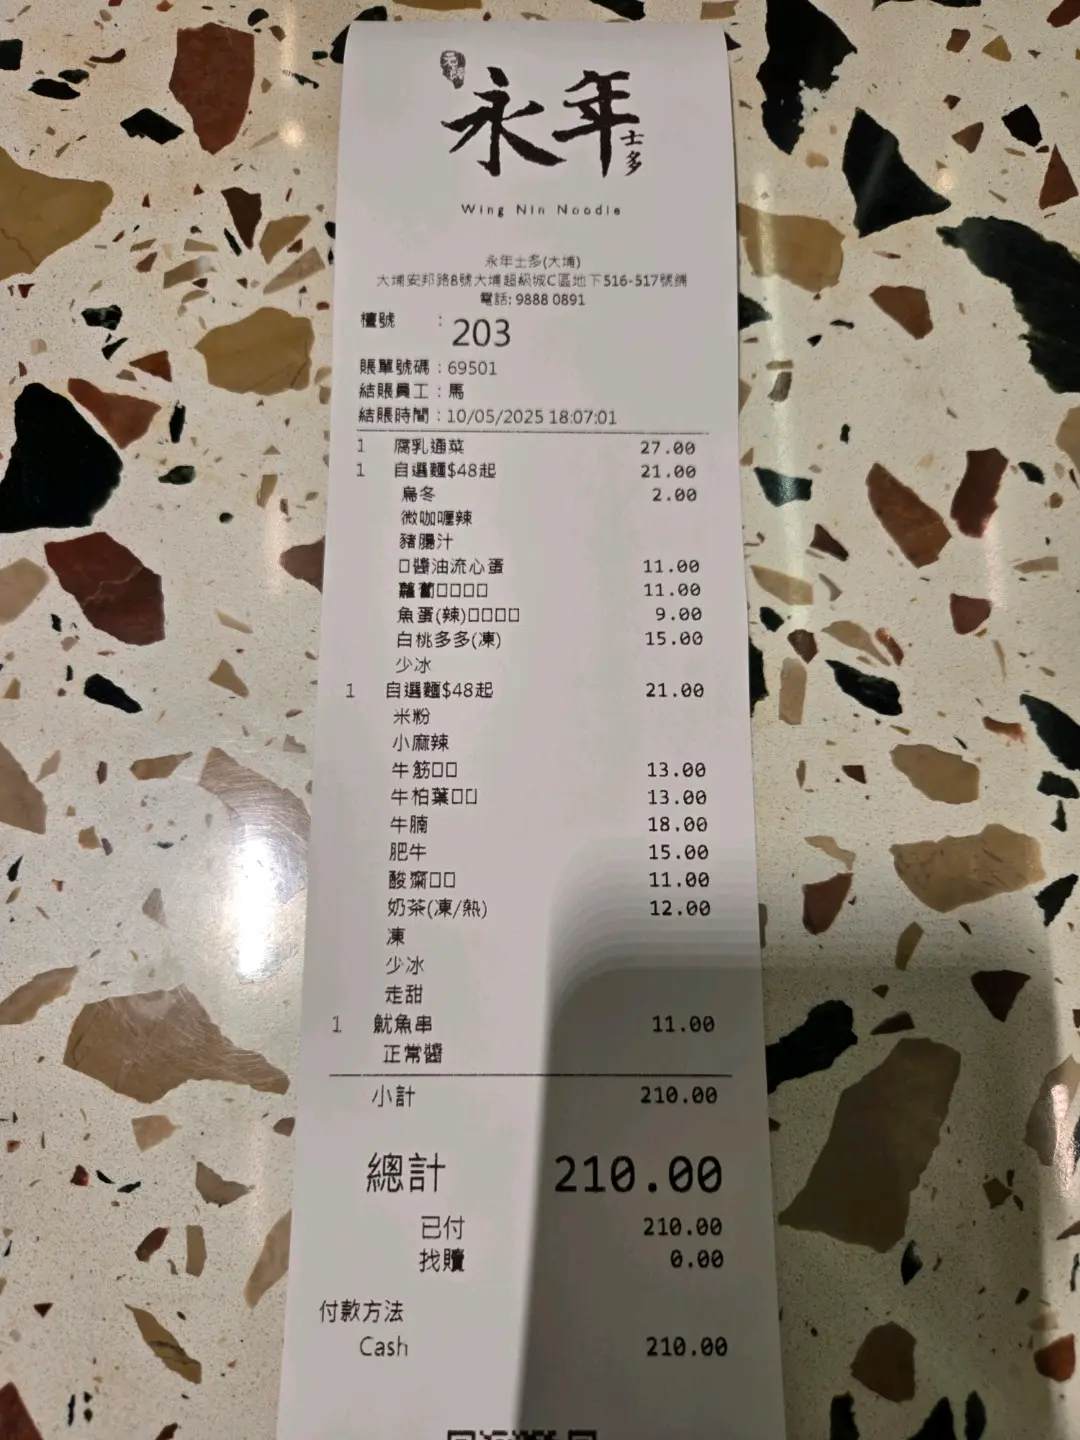 永年
士多
Wing Nin Noodle
永年士多(大埔)
大埔安邦路8號大埔超級城C區地下516-517號鋪
電話: 9888 0891
檯號 : 203
賬單號碼 : 69501
結賬員工 : 馬
結賬時間 : 10/05/2025 18:07:01
1 腐乳通菜 27.00
1 自選麵$48起 21.00
烏冬 2.00
微咖喱辣
豬腸汁
□醬油流心蛋 11.00
蘿蔔□□□□ 11.00
魚蛋(辣)□□□□ 9.00
白桃多多(凍) 15.00
少冰
1 自選麵$48起 21.00
米粉
小麻辣
牛筋□□ 13.00
牛柏葉□□ 13.00
牛腩 18.00
肥牛 15.00
酸齋□□ 11.00
奶茶(凍/熱) 12.00
凍
少冰
走甜
1 魷魚串 11.00
正常醬
小計 210.00
總計 210.00
已付 210.00
找贖 0.00
付款方法
Cash 210.00